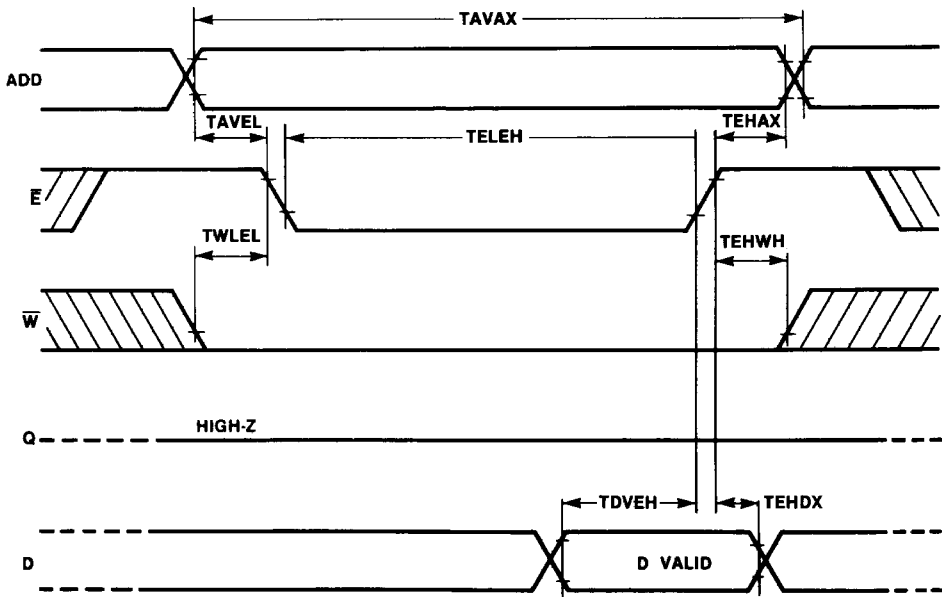 TAVAX
ADD
TAVEL
TELEH
TEHAX
E̅
TWLEL
TEHWH
W̅
Q
HIGH-Z
TDVEH
TEHDX
D
D VALID